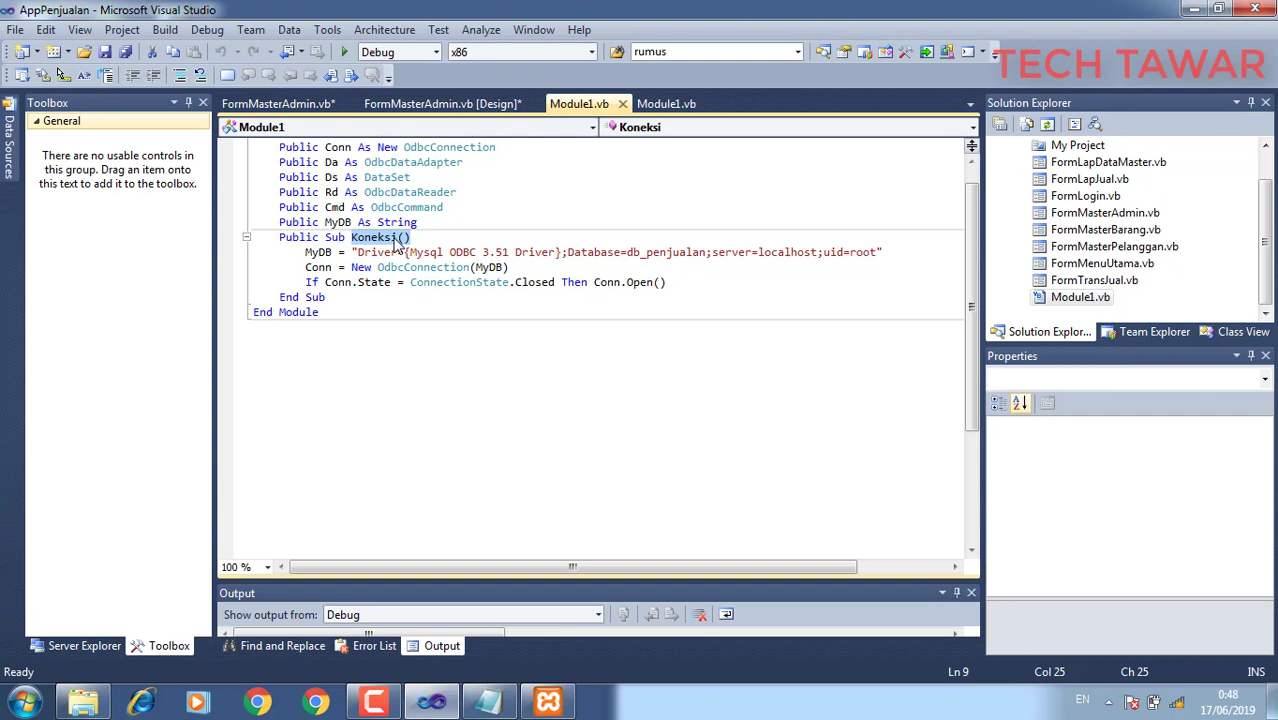 AppPenjualan - Microsoft Visual Studio
File Edit View Project Build Debug Team Data Tools Architecture Test Analyze Window Help
Debug x86 rumus
TECH TAWAR
Toolbox
General
There are no usable controls in
this group. Drag an item onto
this text to add it to the toolbox.
Data Sources
FormMasterAdmin.vb* FormMasterAdmin.vb [Design]* Module1.vb Module1.vb
Module1 Koneksi
Public Conn As New OdbcConnection
Public Da As OdbcDataAdapter
Public Ds As DataSet
Public Rd As OdbcDataReader
Public Cmd As OdbcCommand
Public MyDB As String
Public Sub Koneksi()
MyDB = "Driver={Mysql ODBC 3.51 Driver};Database=db_penjualan;server=localhost;uid=root"
Conn = New OdbcConnection(MyDB)
If Conn.State = ConnectionState.Closed Then Conn.Open()
End Sub
End Module
100 %
Output
Show output from: Debug
Server Explorer Toolbox Find and Replace Error List Output
Solution Explorer
My Project
FormLapDataMaster.vb
FormLapJual.vb
FormLogin.vb
FormMasterAdmin.vb
FormMasterBarang.vb
FormMasterPelanggan.vb
FormMenuUtama.vb
FormTransJual.vb
Module1.vb
Solution Explor... Team Explorer Class View
Properties
Ready Ln 9 Col 25 Ch 25 INS
EN 0:48
17/06/2019